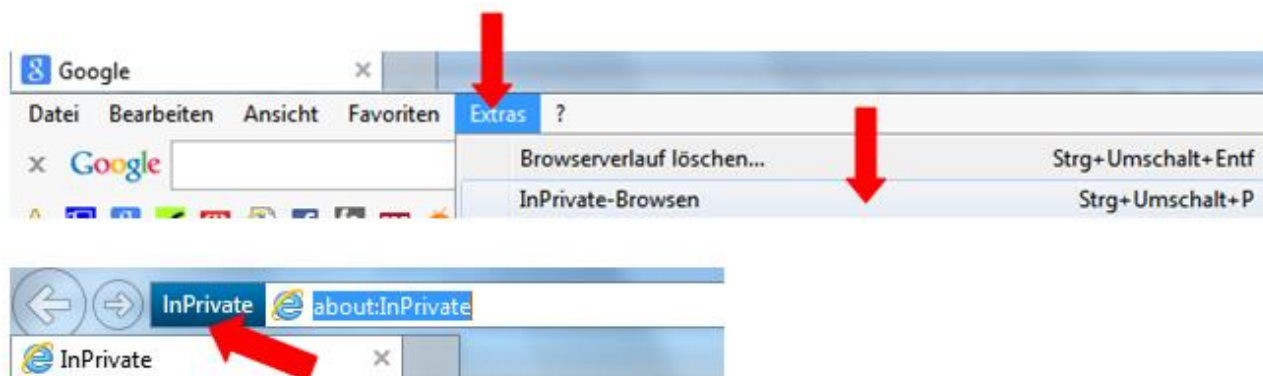 Google
Datei Bearbeiten Ansicht Favoriten Extras ?
Google
Browserverlauf löschen... Strg+Umschalt+Entf
InPrivate-Browsen Strg+Umschalt+P
InPrivate about:InPrivate
InPrivate